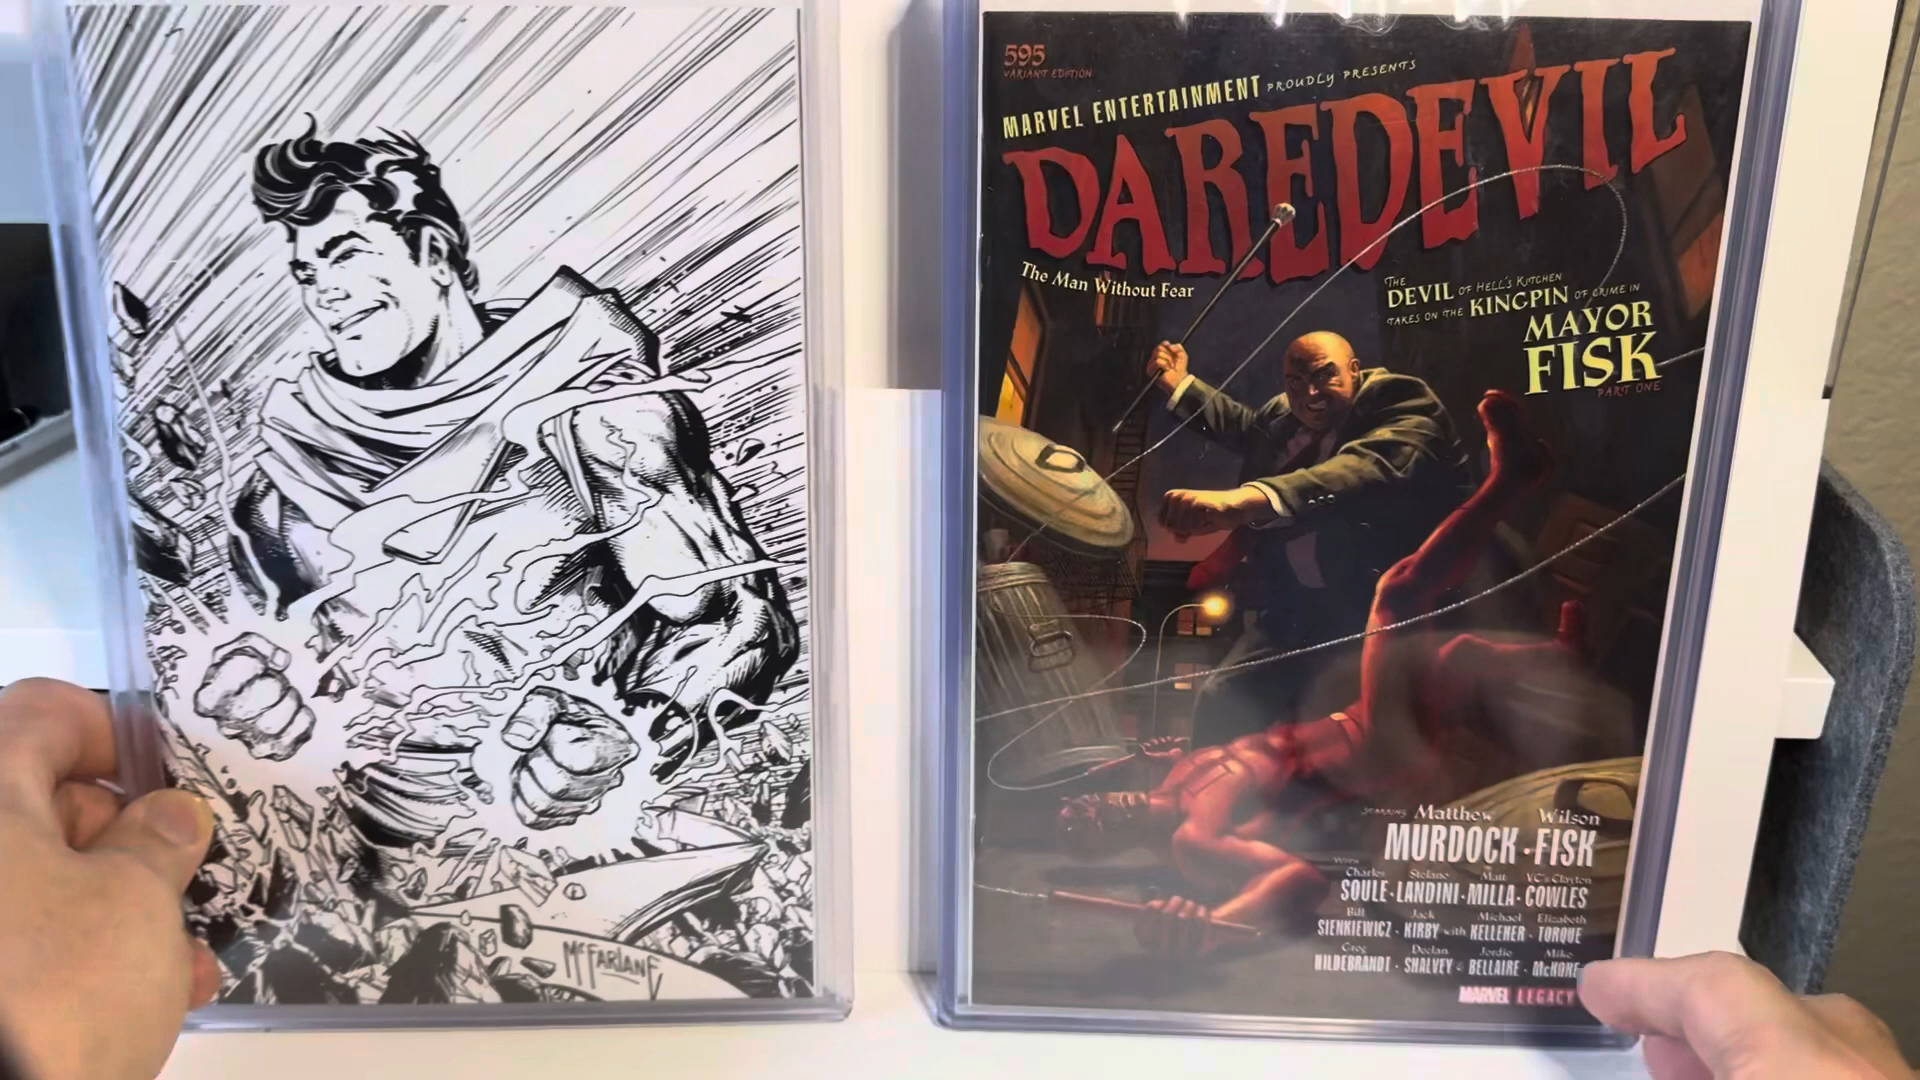 McFARLANE
595
VARIANT EDITION
MARVEL ENTERTAINMENT PROUDLY PRESENTS
DAREDEVIL
The Man Without Fear
THE
DEVIL OF HELL'S KITCHEN
TAKES ON THE KINGPIN OF CRIME IN
MAYOR
FISK
PART ONE
STARRING Matthew Wilson
MURDOCK · FISK
WITH
Charles Stefano Matt VC's Clayton
SOULE · LANDINI · MILLA · COWLES
Bill Jack Michael Elizabeth
SIENKIEWICZ · KIRBY with KELLEHER · TORQUE
Greg Declan Jordie Mike
HILDEBRANDT · SHALVEY & BELLAIRE · McKONE
MARVEL LEGACY